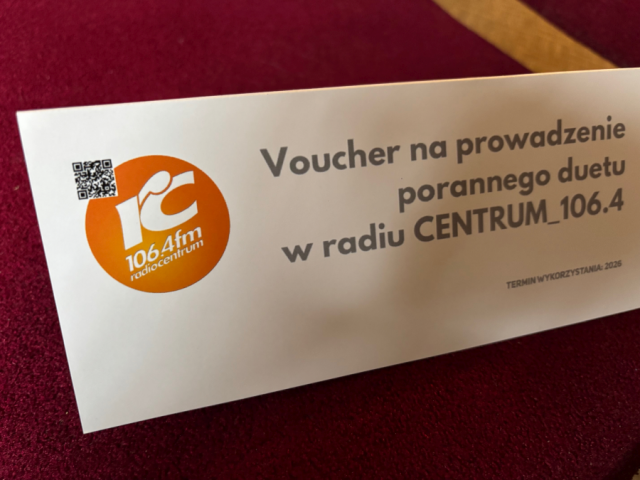 Voucher na prowadzenie
porannego duetu
w radiu CENTRUM_106.4
rc
106.4fm
radiocentrum
TERMIN WYKORZYSTANIA: 2026